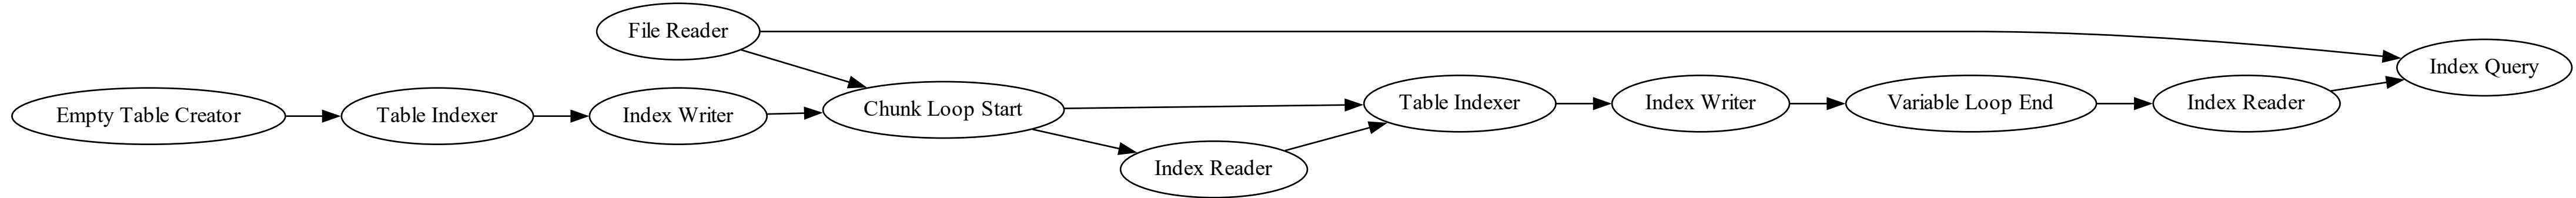 File Reader
Index Query
Empty Table Creator
Table Indexer
Index Writer
Chunk Loop Start
Table Indexer
Index Writer
Variable Loop End
Index Reader
Index Reader